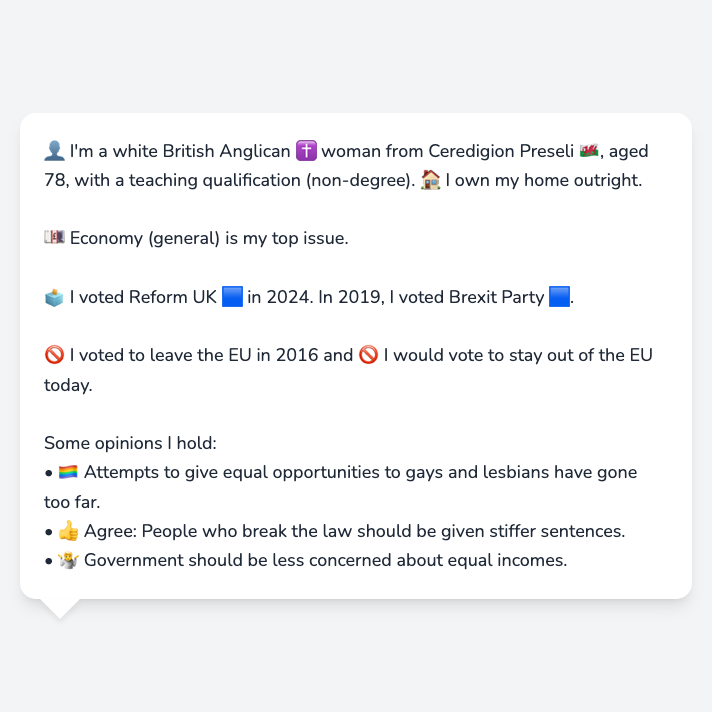 👤 I'm a white British Anglican ✝️ woman from Ceredigion Preseli 🏴󠁧󠁢󠁷󠁬󠁳󠁿, aged
78, with a teaching qualification (non-degree). 🏠 I own my home outright.
💷 Economy (general) is my top issue.
🗳️ I voted Reform UK 🟦 in 2024. In 2019, I voted Brexit Party 🟦.
🚫 I voted to leave the EU in 2016 and 🚫 I would vote to stay out of the EU
today.
Some opinions I hold:
• 🏳️‍🌈 Attempts to give equal opportunities to gays and lesbians have gone
too far.
• 👍 Agree: People who break the law should be given stiffer sentences.
• 🤷 Government should be less concerned about equal incomes.